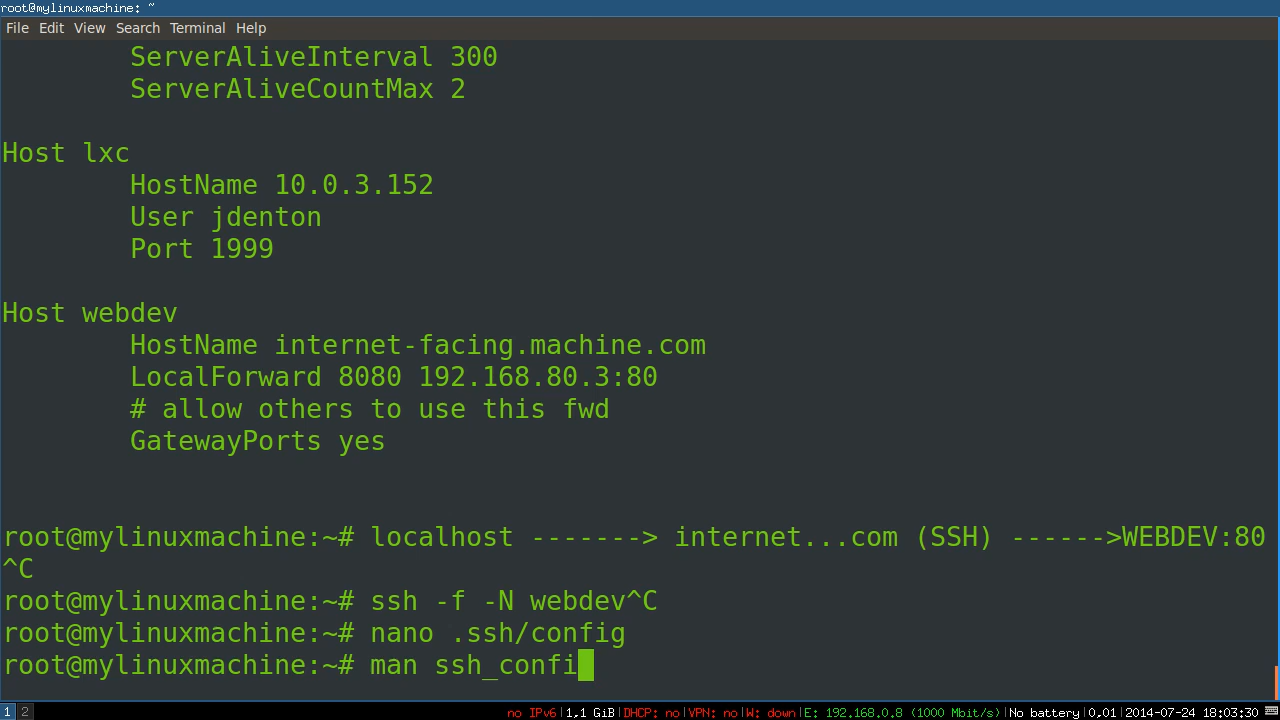 root@mylinuxmachine: ~
File Edit View Search Terminal Help
ServerAliveInterval 300
ServerAliveCountMax 2
Host lxc
HostName 10.0.3.152
User jdenton
Port 1999
Host webdev
HostName internet-facing.machine.com
LocalForward 8080 192.168.80.3:80
# allow others to use this fwd
GatewayPorts yes
root@mylinuxmachine:~# localhost -------> internet...com (SSH) ------>WEBDEV:80
^C
root@mylinuxmachine:~# ssh -f -N webdev^C
root@mylinuxmachine:~# nano .ssh/config
root@mylinuxmachine:~# man ssh_confi
1 2 no IPv6|1,1 GiB|DHCP: no|VPN: no|W: down|E: 192.168.0.8 (1000 Mbit/s)|No battery|0.01|2014-07-24 18:03:30